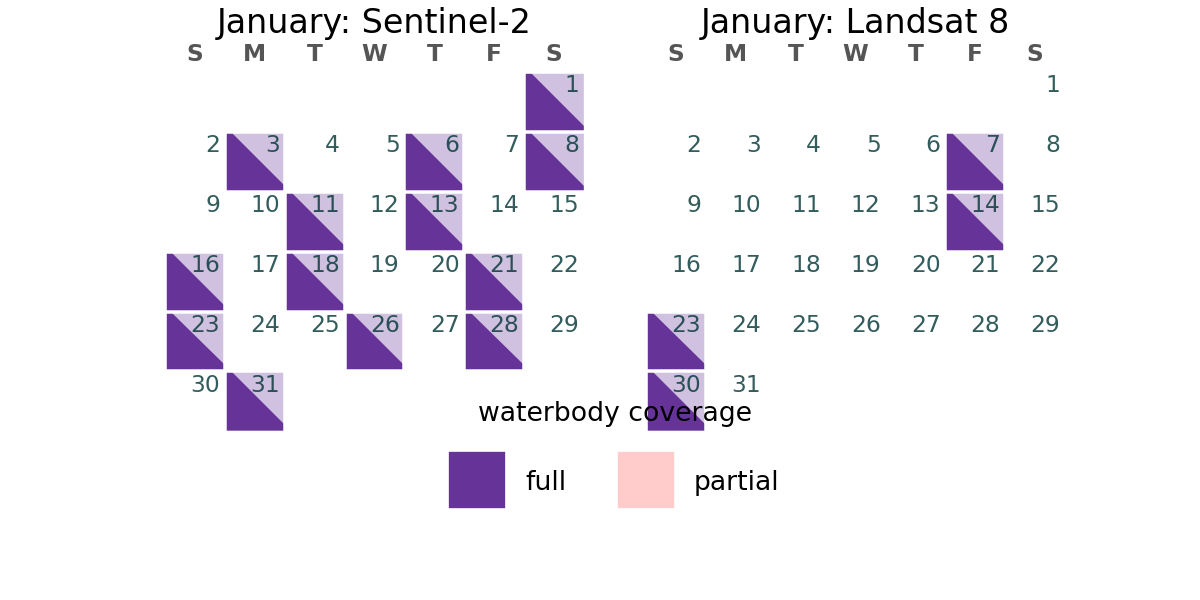 January: Sentinel-2
S M T W T F S
1
2 3 4 5 6 7 8
9 10 11 12 13 14 15
16 17 18 19 20 21 22
23 24 25 26 27 28 29
30 31
January: Landsat 8
S M T W T F S
1
2 3 4 5 6 7 8
9 10 11 12 13 14 15
16 17 18 19 20 21 22
23 24 25 26 27 28 29
30 31
waterbody coverage
full partial